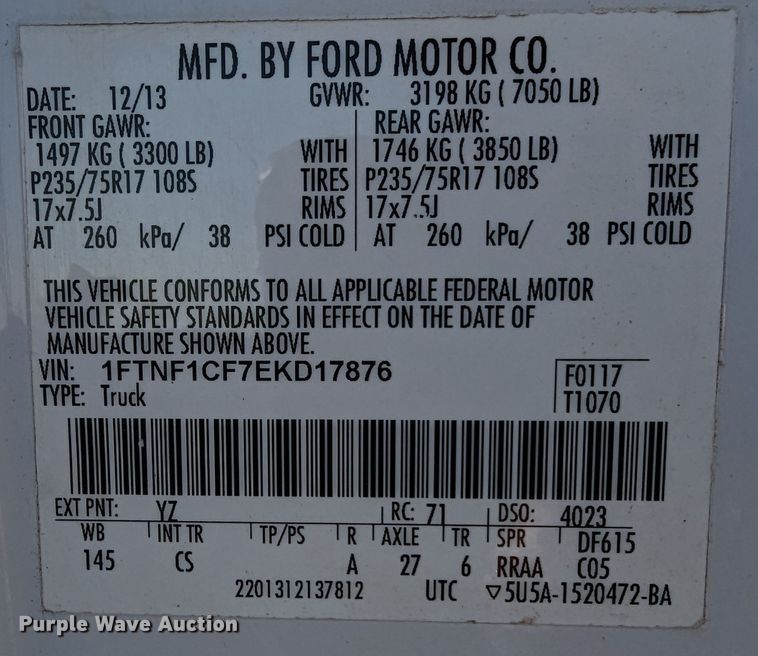 MFD. BY FORD MOTOR CO.
DATE: 12/13 GVWR: 3198 KG ( 7050 LB)
FRONT GAWR: REAR GAWR:
1497 KG ( 3300 LB) WITH 1746 KG ( 3850 LB) WITH
P235/75R17 108S TIRES P235/75R17 108S TIRES
17x7.5J RIMS 17x7.5J RIMS
AT 260 kPa/ 38 PSI COLD AT 260 kPa/ 38 PSI COLD
THIS VEHICLE CONFORMS TO ALL APPLICABLE FEDERAL MOTOR
VEHICLE SAFETY STANDARDS IN EFFECT ON THE DATE OF
MANUFACTURE SHOWN ABOVE.
VIN: 1FTNF1CF7EKD17876 F0117
TYPE: Truck T1070
EXT PNT: YZ RC: 71 DSO: 4023
WB INT TR TP/PS R AXLE TR SPR DF615
145 CS A 27 6 RRAA C05
2201312137812 UTC ▽5U5A-1520472-BA
Purple Wave Auction